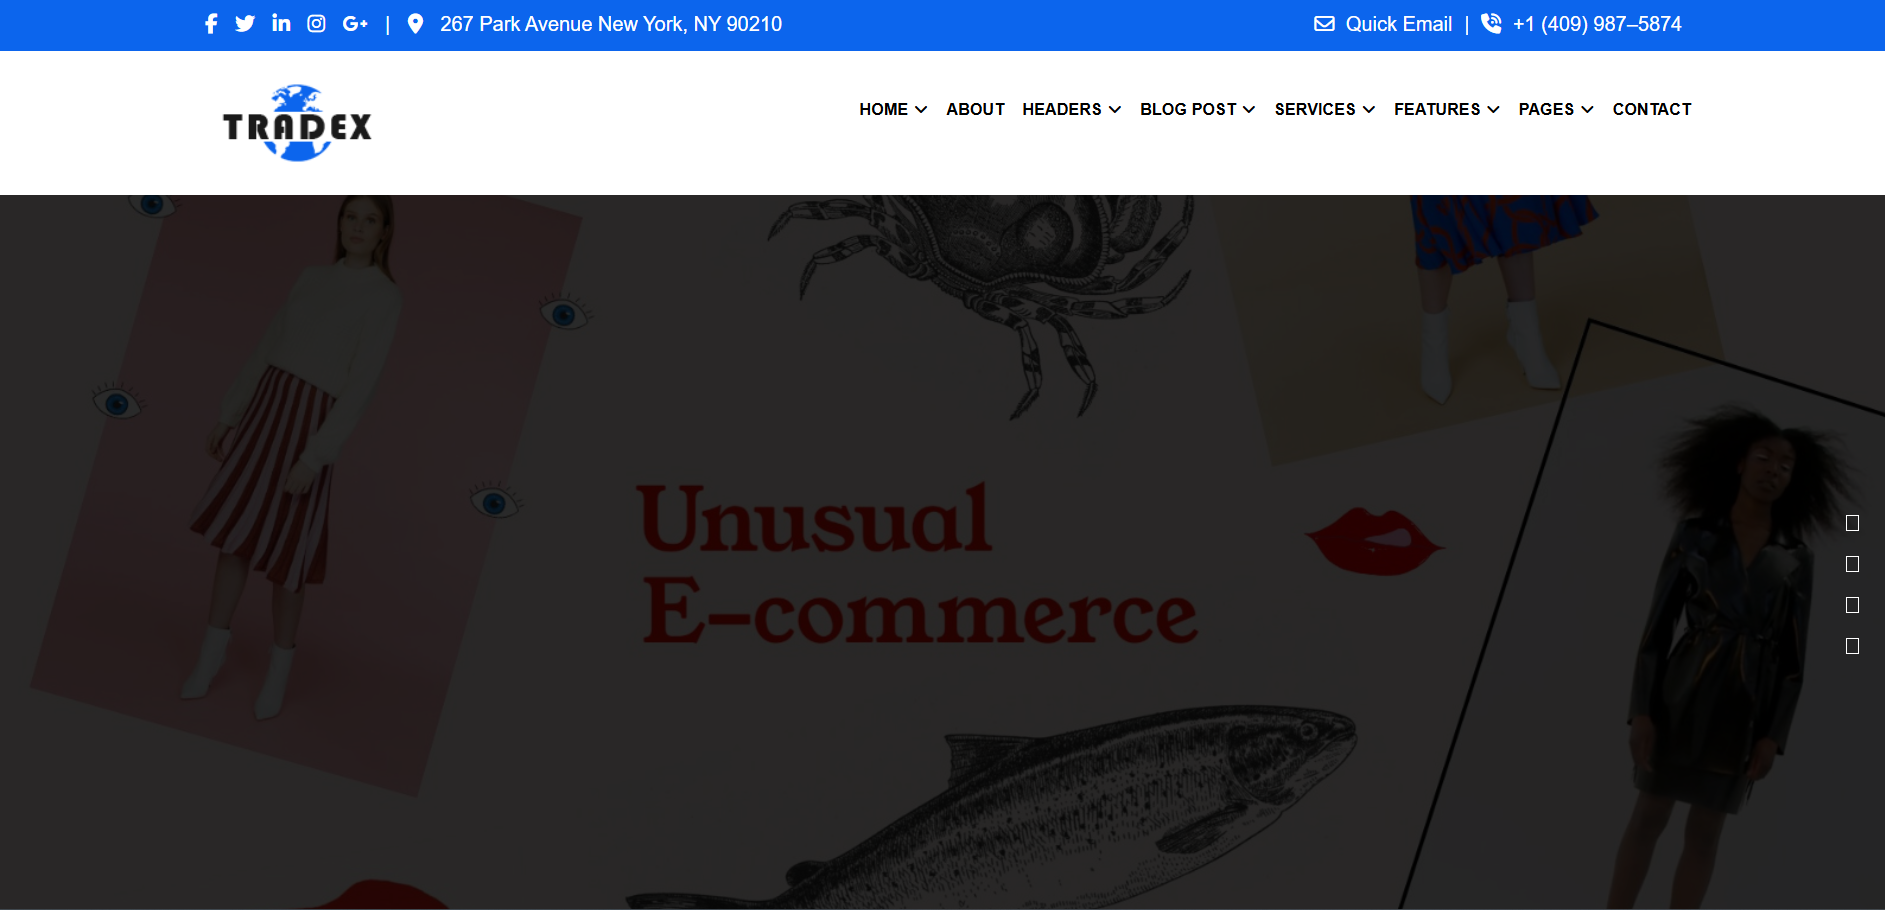 | 267 Park Avenue New York, NY 90210
Quick Email | +1 (409) 987–5874
TRADEX
HOME ABOUT HEADERS BLOG POST SERVICES FEATURES PAGES CONTACT
Unusual
E-commerce